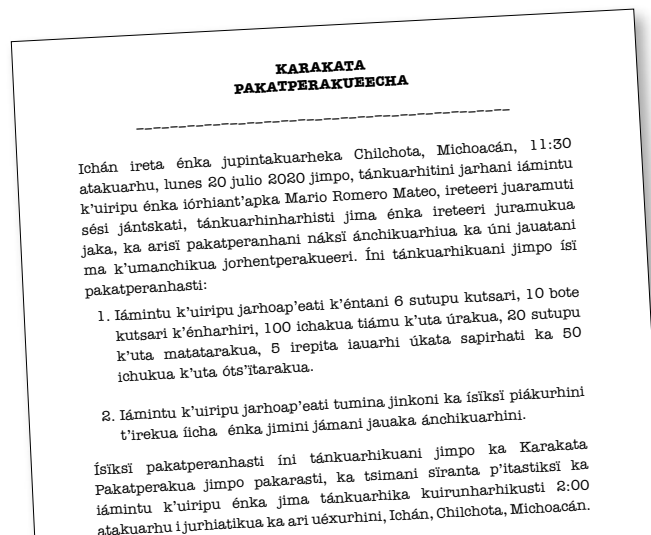 KARAKATA
PAKATPERAKUEECHA
____________________________________________
Ichán ireta énka jupintakuarheka Chilchota, Michoacán, 11:30
atakuarhu, lunes 20 julio 2020 jimpo, tánkuarhitini jarhani iámintu
k'uiripu énka iórhiant'apka Mario Romero Mateo, ireteeri juaramuti
sési jántskati, tánkuarhinharhisti jima énka ireteeri juramukua
jaka, ka arisï pakatperanhani náksï ánchikuarhiua ka úni jauatani
ma k'umanchikua jorhentperakueeri. Íni tánkuarhikuani jimpo ísï
pakatperanhasti:
1. Iámintu k'uiripu jarhoap'eati k'éntani 6 sutupu kutsari, 10 bote
kutsari k'énharhiri, 100 ichakua tiámu k'uta úrakua, 20 sutupu
k'uta matatarakua, 5 irepita iauarhi úkata sapirhati ka 50
ichukua k'uta óts'ïtarakua.
2. Iámintu k'uiripu jarhoap'eati tumina jinkoni ka ísïksï piákurhini
t'irekua íicha énka jimini jámani jauaka ánchikuarhini.
Ísïksï pakatperanhasti íni tánkuarhikuani jimpo ka Karakata
Pakatperakua jimpo pakarasti, ka tsimani sïranta p'itastiksï ka
iámintu k'uiripu énka jima tánkuarhika kuirunharhikusti 2:00
atakuarhu i jurhiatikua ka ari uéxurhini, Ichán, Chilchota, Michoacán.